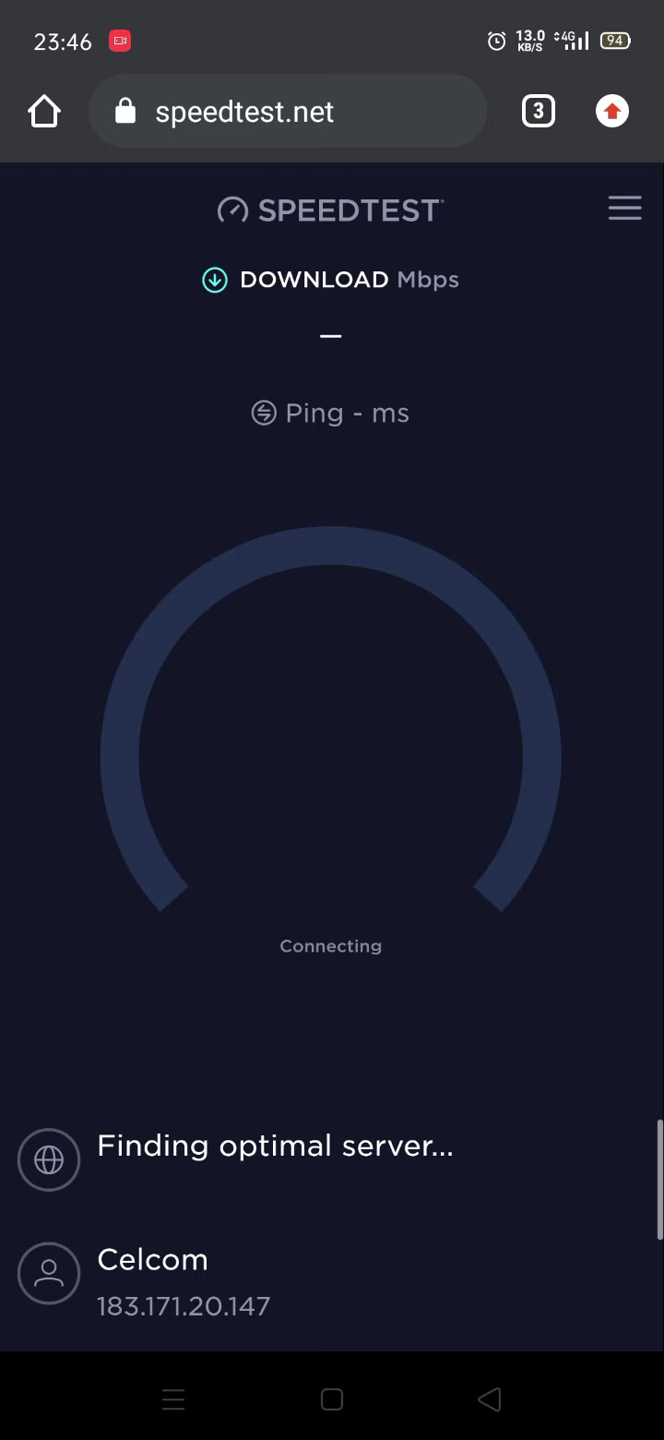 23:46 13.0 KB/S 4G 94
speedtest.net 3
SPEEDTEST
DOWNLOAD Mbps
—
Ping - ms
Connecting
Finding optimal server...
Celcom
183.171.20.147